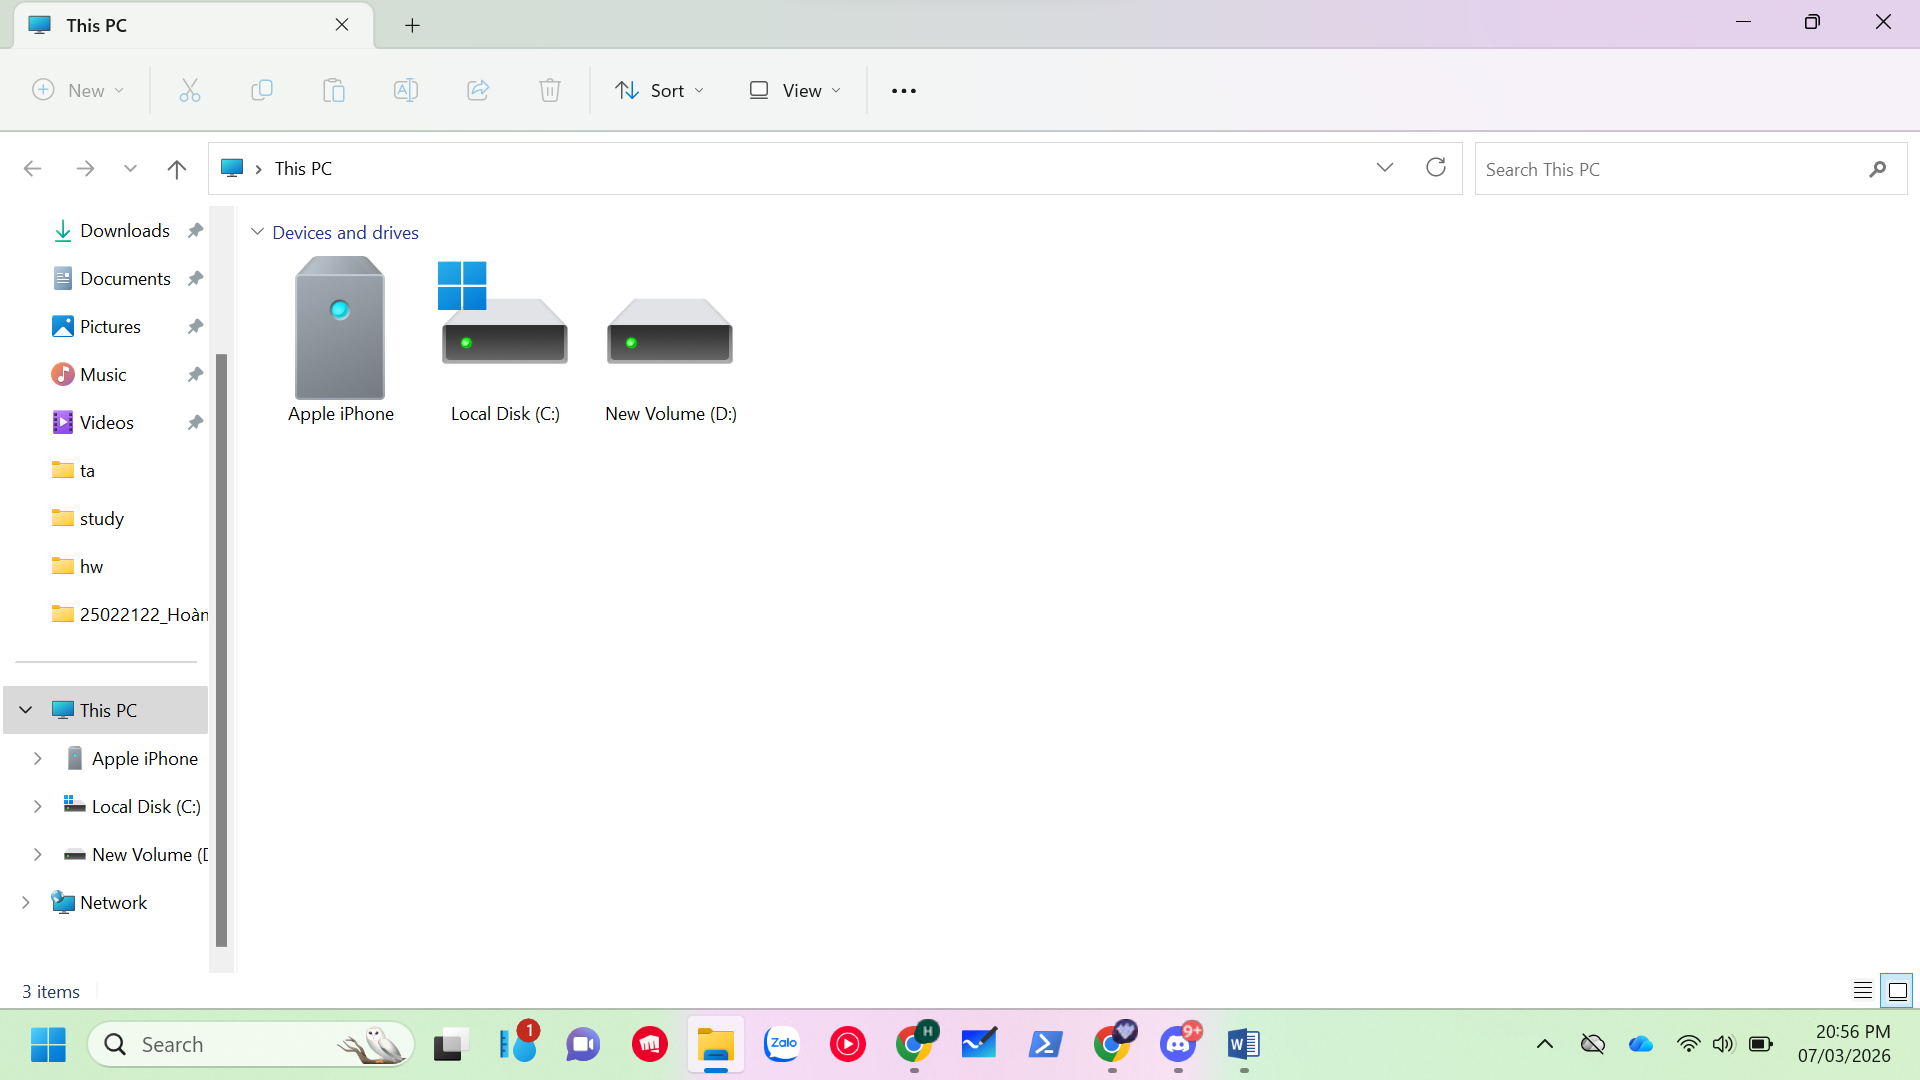 This PC
New
Sort
View
This PC
Search This PC
Downloads
Documents
Pictures
Music
Videos
ta
study
hw
25022122_Hoàn
This PC
Apple iPhone
Local Disk (C:)
New Volume (D
Network
Devices and drives
Apple iPhone
Local Disk (C:)
New Volume (D:)
3 items
Search
1
Zalo
H
9+
W
20:56 PM
07/03/2026